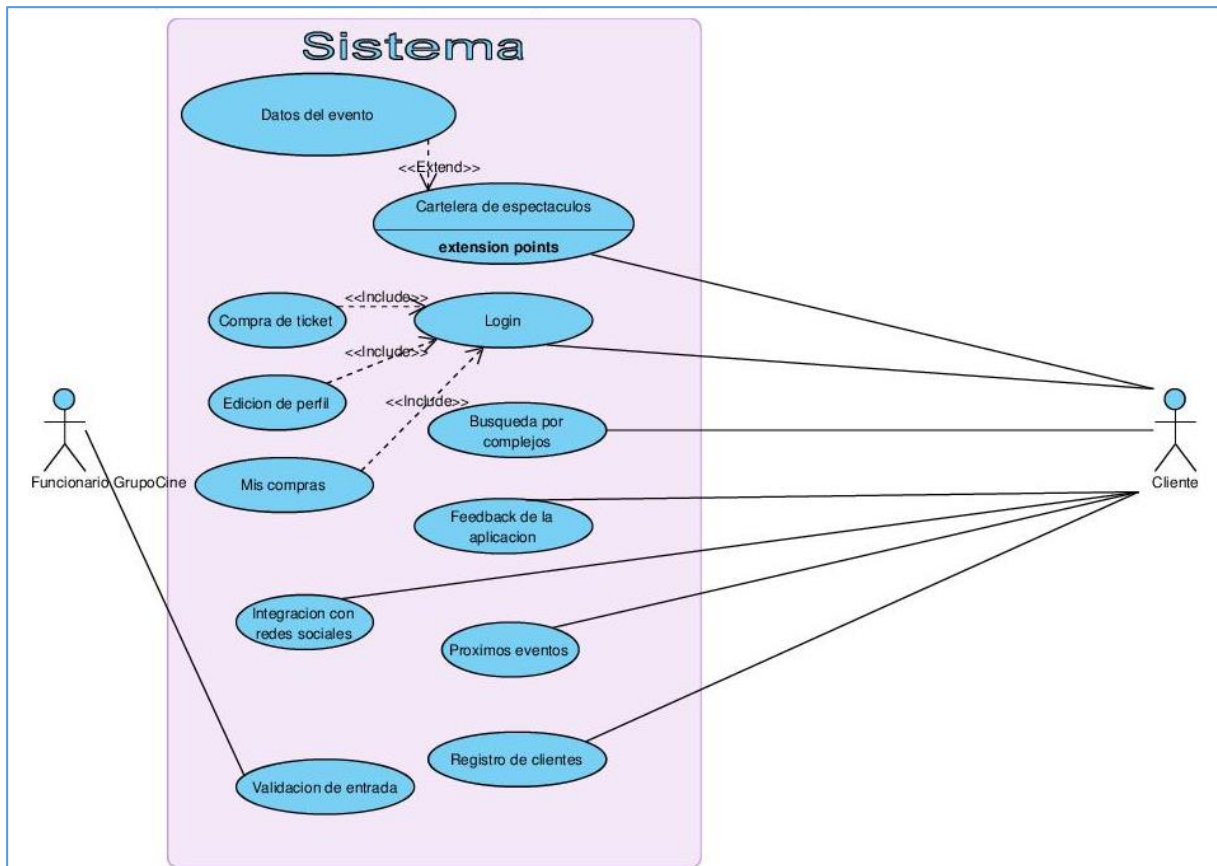 Sistema
Datos del evento
<<Extend>>
Cartelera de espectaculos
extension points
<<Include>>
Compra de ticket
Login
<<Include>>
Edicion de perfil
<<Include>>
Busqueda por
complejos
Funcionario GrupoCine
Mis compras
Cliente
Feedback de la
aplicacion
Integracion con
redes sociales
Proximos eventos
Registro de clientes
Validacion de entrada